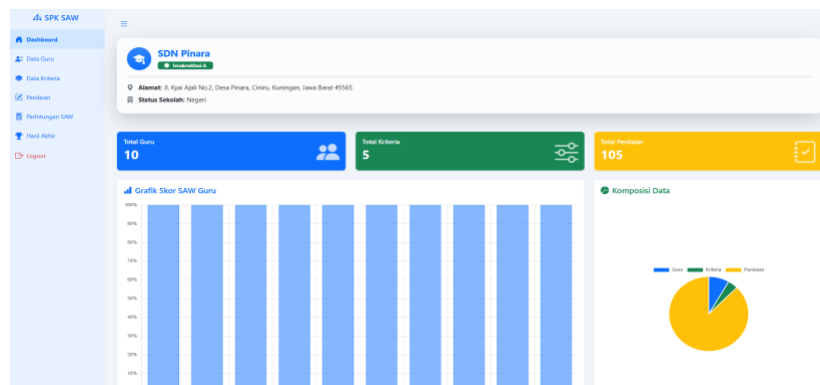 SPK SAW
Dashboard
Data Guru
Data Kriteria
Penilaian
Perhitungan SAW
Hasil Akhir
Logout
SDN Pinara
Terakreditasi A
Alamat: Jl. Kyai Ajali No.2, Desa Pinara, Ciniru, Kuningan, Jawa Barat 45565
Status Sekolah: Negeri
Total Guru
10
Total Kriteria
5
Total Penilaian
105
Grafik Skor SAW Guru
100%
90%
80%
70%
60%
50%
40%
30%
20%
10%
Komposisi Data
Guru Kriteria Penilaian